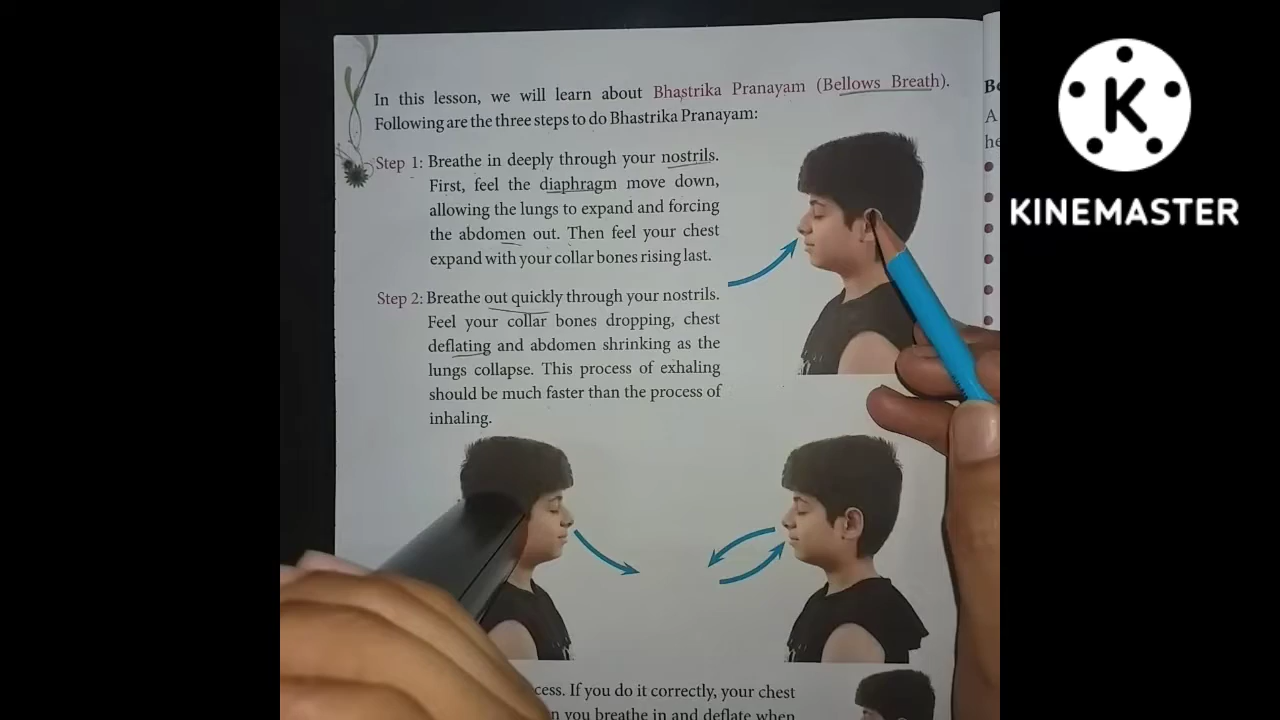 In this lesson, we will learn about Bhastrika Pranayam (Bellows Breath).
Following are the three steps to do Bhastrika Pranayam:
Step 1: Breathe in deeply through your nostrils.
First, feel the diaphragm move down,
allowing the lungs to expand and forcing
the abdomen out. Then feel your chest
expand with your collar bones rising last.
Step 2: Breathe out quickly through your nostrils.
Feel your collar bones dropping, chest
deflating and abdomen shrinking as the
lungs collapse. This process of exhaling
should be much faster than the process of
inhaling.
cess. If you do it correctly, your chest
n you breathe in and deflate when
A
he
K
KINEMASTER